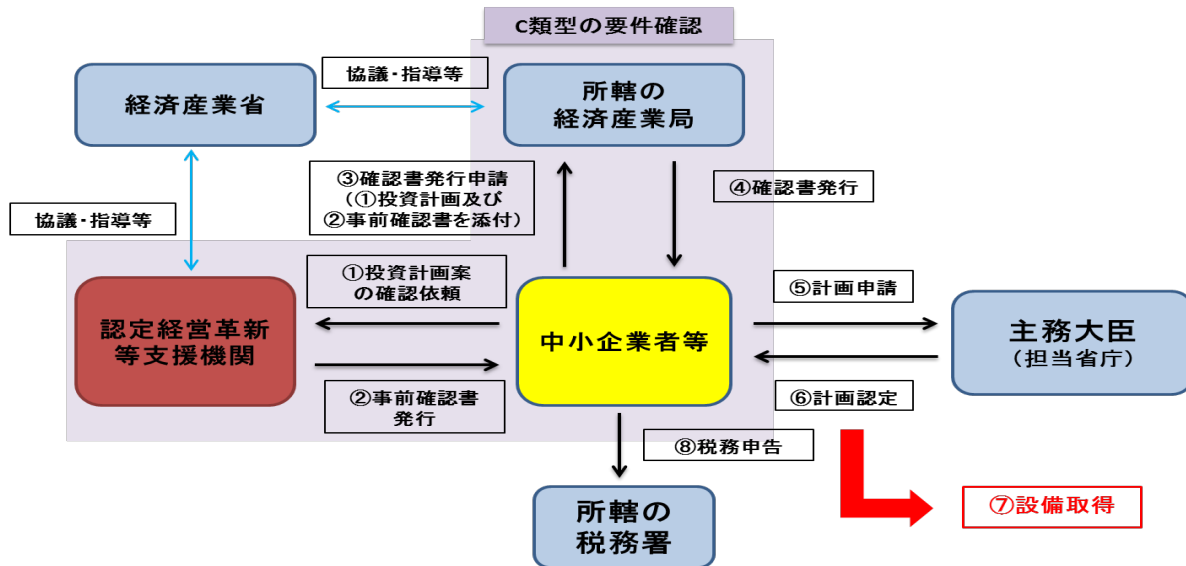 C類型の要件確認
経済産業省
協議・指導等
所轄の
経済産業局
③確認書発行申請
(①投資計画及び
②事前確認書を添付)
④確認書発行
協議・指導等
①投資計画案
の確認依頼
認定経営革新
等支援機関
中小企業者等
⑤計画申請
主務大臣
(担当省庁)
②事前確認書
発行
⑥計画認定
⑧税務申告
所轄の
税務署
⑦設備取得